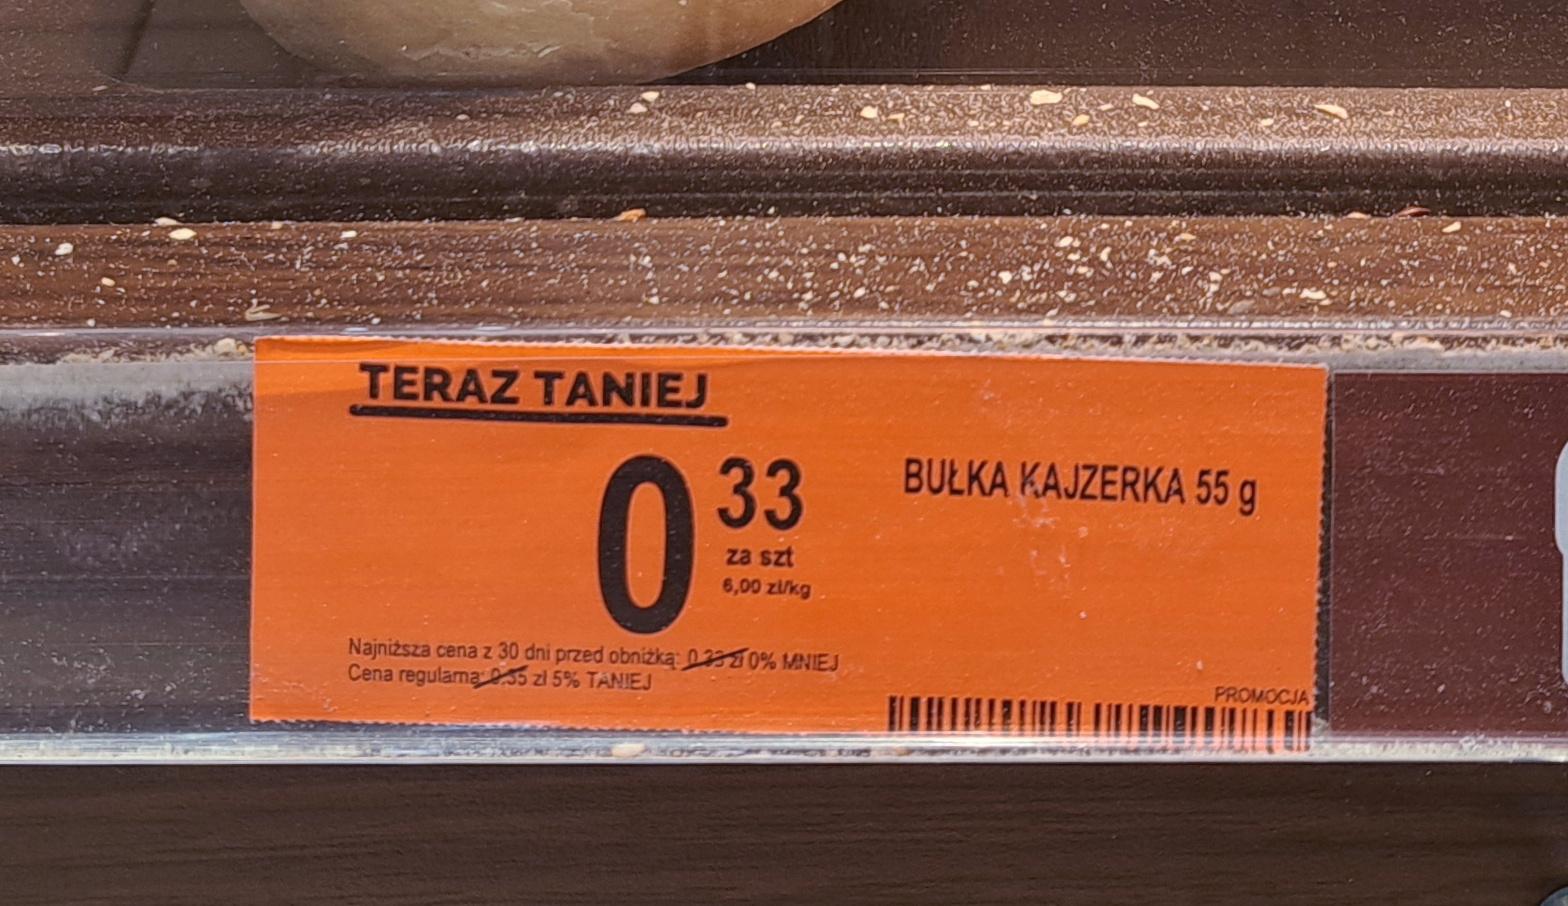 TERAZ TANIEJ
0 33
za szt
6,00 zł/kg
BUŁKA KAJZERKA 55 g
Najniższa cena z 30 dni przed obniżką: 0.33 zł 0% MNIEJ
Cena regularna: 0,35 zł 5% TANIEJ
PROMOCJA